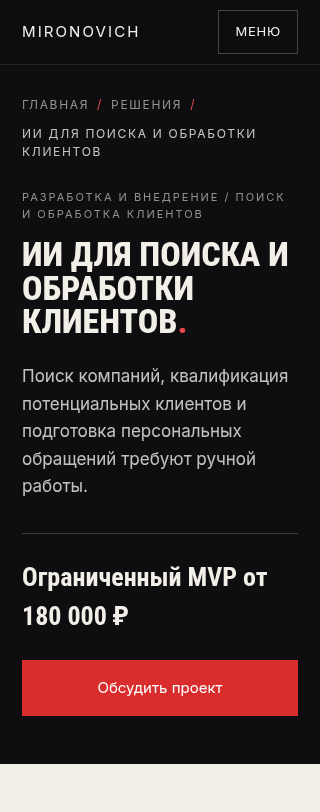 MIRONOVICH
МЕНЮ
ГЛАВНАЯ / РЕШЕНИЯ /
ИИ ДЛЯ ПОИСКА И ОБРАБОТКИ
КЛИЕНТОВ
РАЗРАБОТКА И ВНЕДРЕНИЕ / ПОИСК
И ОБРАБОТКА КЛИЕНТОВ
ИИ ДЛЯ ПОИСКА И
ОБРАБОТКИ
КЛИЕНТОВ.
Поиск компаний, квалификация
потенциальных клиентов и
подготовка персональных
обращений требуют ручной
работы.
Ограниченный MVP от
180 000 ₽
Обсудить проект